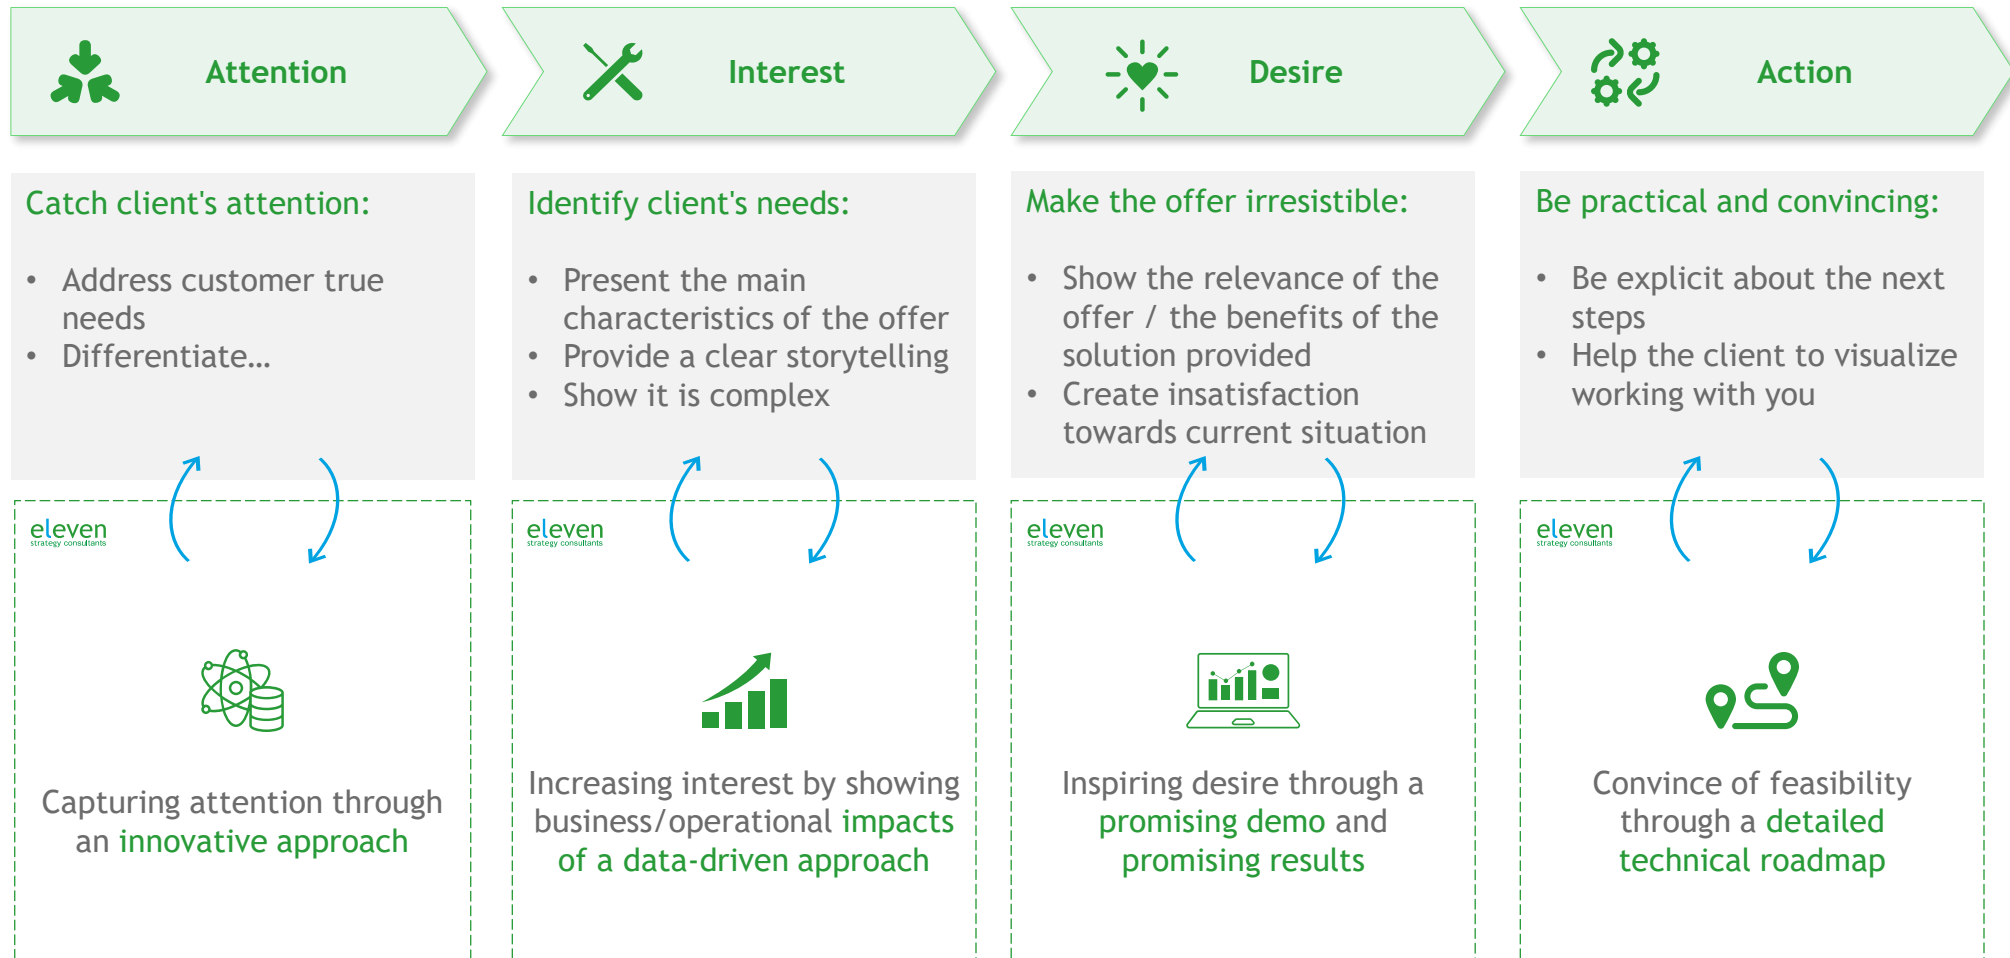 Attention
Interest
Desire
Action
Catch client's attention:
• Address customer true
needs
• Differentiate…
Identify client's needs:
• Present the main
characteristics of the offer
• Provide a clear storytelling
• Show it is complex
Make the offer irresistible:
• Show the relevance of the
offer / the benefits of the
solution provided
• Create insatisfaction
towards current situation
Be practical and convincing:
• Be explicit about the next
steps
• Help the client to visualize
working with you
eleven
strategy consultants
Capturing attention through
an innovative approach
eleven
strategy consultants
Increasing interest by showing
business/operational impacts
of a data-driven approach
eleven
strategy consultants
Inspiring desire through a
promising demo and
promising results
eleven
strategy consultants
Convince of feasibility
through a detailed
technical roadmap